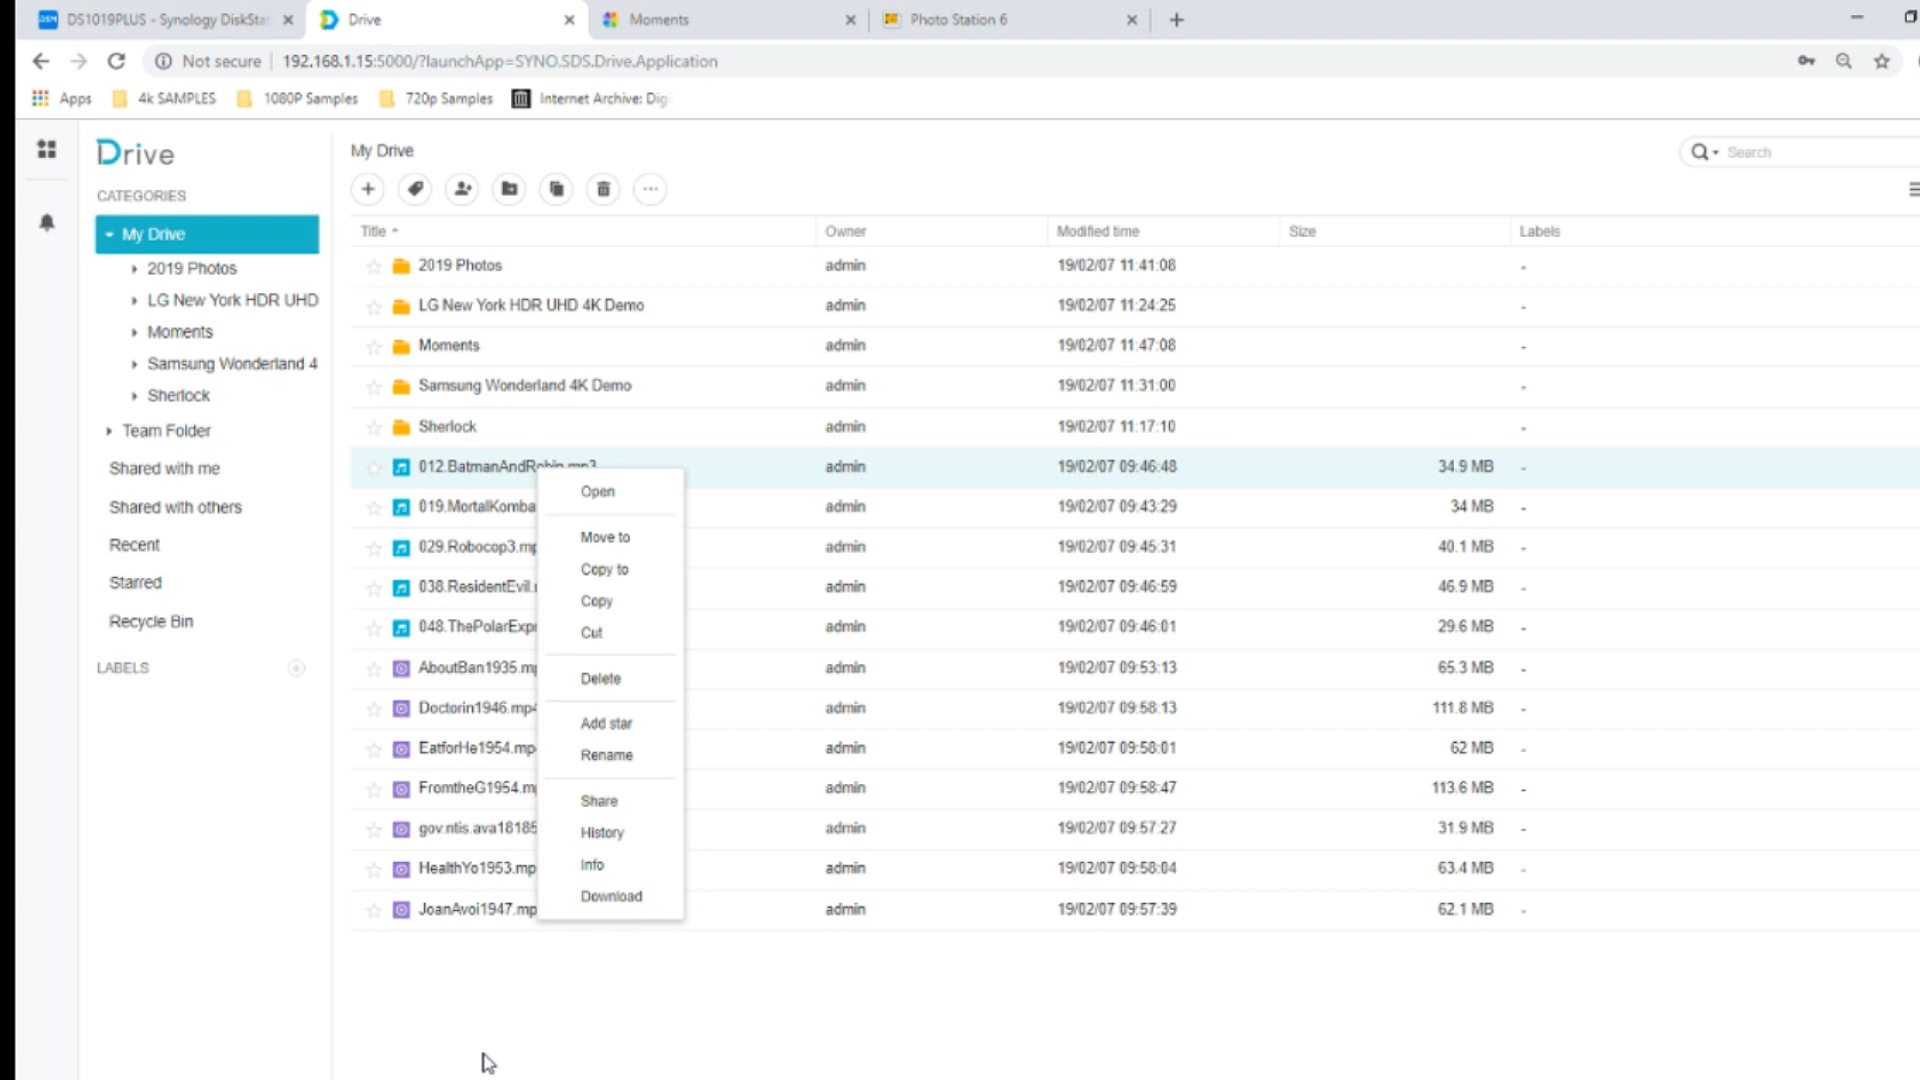 DS1019PLUS - Synology DiskStat
Drive
Moments
Photo Station 6
Not secure
192.168.1.15:5000/?launchApp=SYNO.SDS.Drive.Application
Apps
4k SAMPLES
1080P Samples
720p Samples
Internet Archive: Digi
Drive
My Drive
Search
CATEGORIES
My Drive
2019 Photos
LG New York HDR UHD
Moments
Samsung Wonderland 4
Sherlock
Team Folder
Shared with me
Shared with others
Recent
Starred
Recycle Bin
LABELS
Title Owner Modified time Size Labels
2019 Photos admin 19/02/07 11:41:08 -
LG New York HDR UHD 4K Demo admin 19/02/07 11:24:25 -
Moments admin 19/02/07 11:47:08 -
Samsung Wonderland 4K Demo admin 19/02/07 11:31:00 -
Sherlock admin 19/02/07 11:17:10 -
012.BatmanAndRobin.mp3 admin 19/02/07 09:46:48 34.9 MB -
019.MortalKomba admin 19/02/07 09:43:29 34 MB -
029.Robocop3.mp admin 19/02/07 09:45:31 40.1 MB -
038.ResidentEvil. admin 19/02/07 09:46:59 46.9 MB -
048.ThePolarExp admin 19/02/07 09:46:01 29.6 MB -
AboutBan1935.mp admin 19/02/07 09:53:13 65.3 MB -
Doctorin1946.mp4 admin 19/02/07 09:58:13 111.8 MB -
EatforHe1954.mp admin 19/02/07 09:58:01 62 MB -
FromtheG1954.m admin 19/02/07 09:58:47 113.6 MB -
gov.ntis.ava18185 admin 19/02/07 09:57:27 31.9 MB -
HealthYo1953.mp admin 19/02/07 09:58:04 63.4 MB -
JoanAvoi1947.mp admin 19/02/07 09:57:39 62.1 MB -
Open
Move to
Copy to
Copy
Cut
Delete
Add star
Rename
Share
History
Info
Download